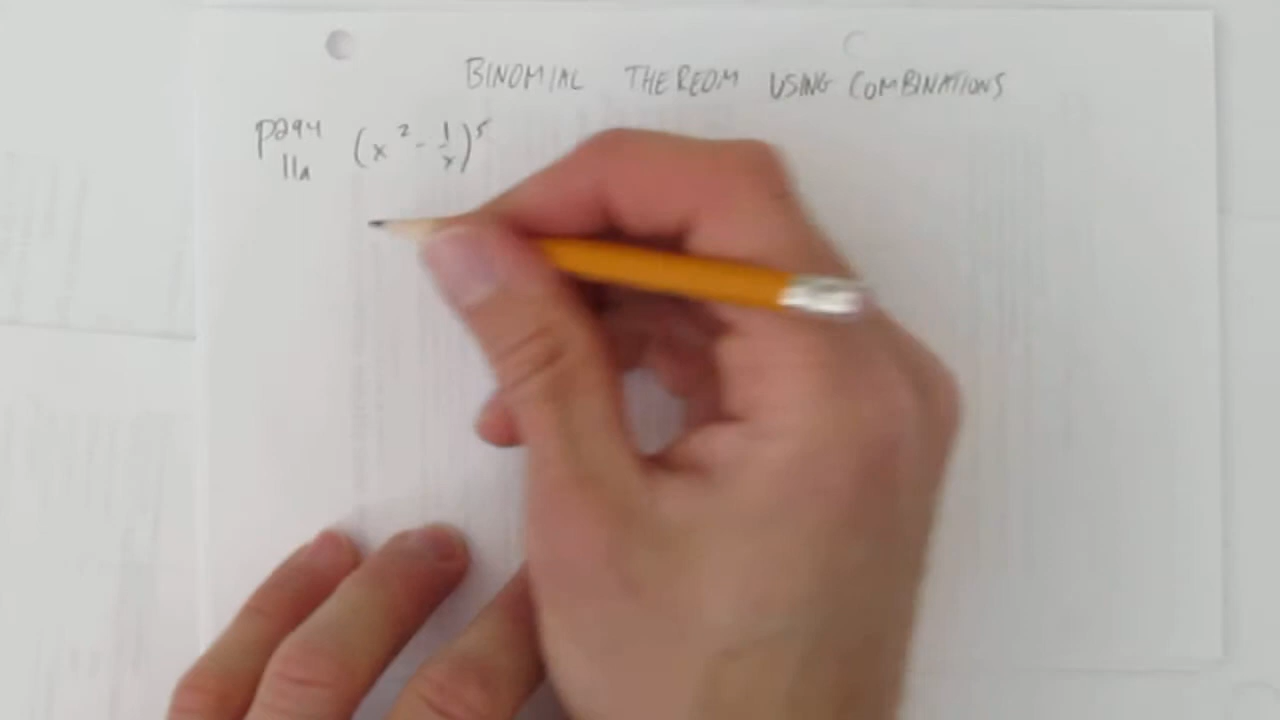 BINOMIAL THEREOM USING COMBINATIONS
p294 (x² - 1/x)⁵
11a